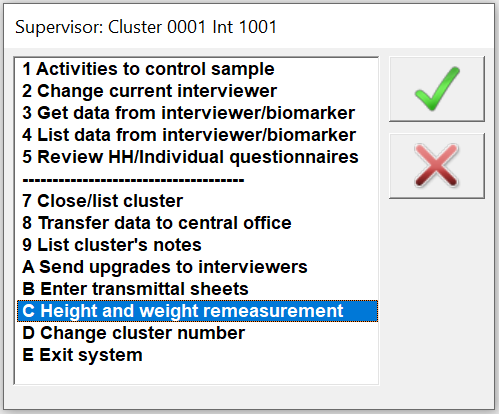 Supervisor: Cluster 0001 Int 1001
1 Activities to control sample
2 Change current interviewer
3 Get data from interviewer/biomarker
4 List data from interviewer/biomarker
5 Review HH/Individual questionnaires
-------------------------------------
7 Close/list cluster
8 Transfer data to central office
9 List cluster's notes
A Send upgrades to interviewers
B Enter transmittal sheets
C Height and weight remeasurement
D Change cluster number
E Exit system